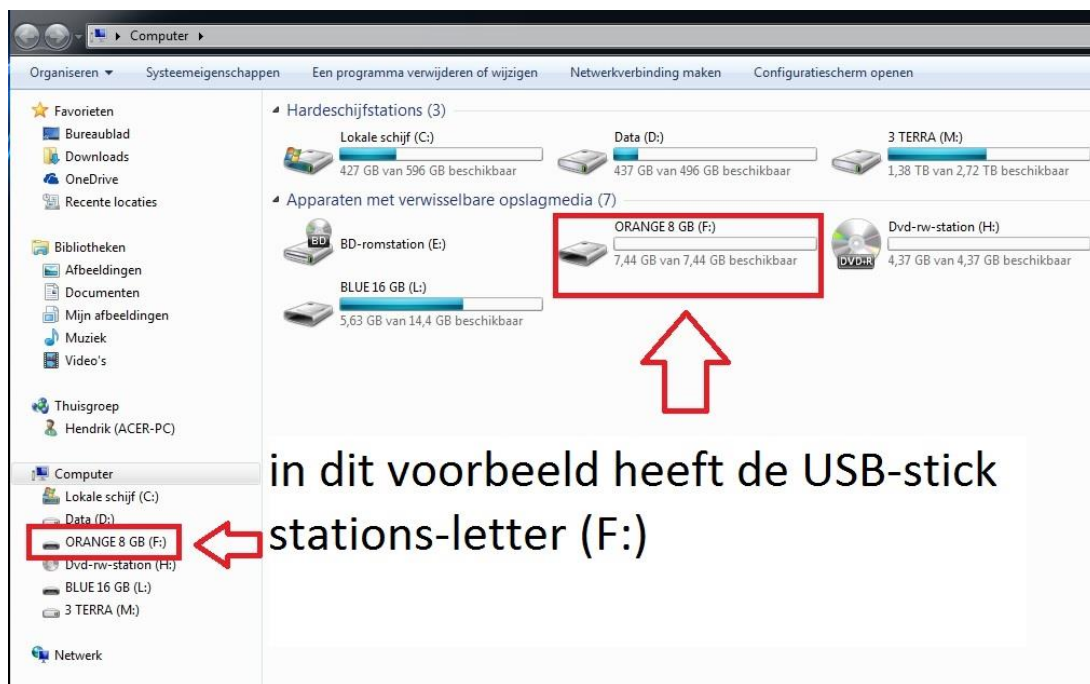 Computer
Organiseren
Systeemeigenschappen
Een programma verwijderen of wijzigen
Netwerkverbinding maken
Configuratiescherm openen
Favorieten
Bureaublad
Downloads
OneDrive
Recente locaties
Bibliotheken
Afbeeldingen
Documenten
Mijn afbeeldingen
Muziek
Video's
Thuisgroep
Hendrik (ACER-PC)
Computer
Lokale schijf (C:)
Data (D:)
ORANGE 8 GB (F:)
Dvd-rw-station (H:)
BLUE 16 GB (L:)
3 TERRA (M:)
Netwerk
Hardeschijfstations (3)
Lokale schijf (C:)
427 GB van 596 GB beschikbaar
Data (D:)
437 GB van 496 GB beschikbaar
3 TERRA (M:)
1,38 TB van 2,72 TB beschikbaar
Apparaten met verwisselbare opslagmedia (7)
BD
BD-romstation (E:)
ORANGE 8 GB (F:)
7,44 GB van 7,44 GB beschikbaar
DVD-R
Dvd-rw-station (H:)
4,37 GB van 4,37 GB beschikbaar
BLUE 16 GB (L:)
5,63 GB van 14,4 GB beschikbaar
in dit voorbeeld heeft de USB-stick
stations-letter (F:)